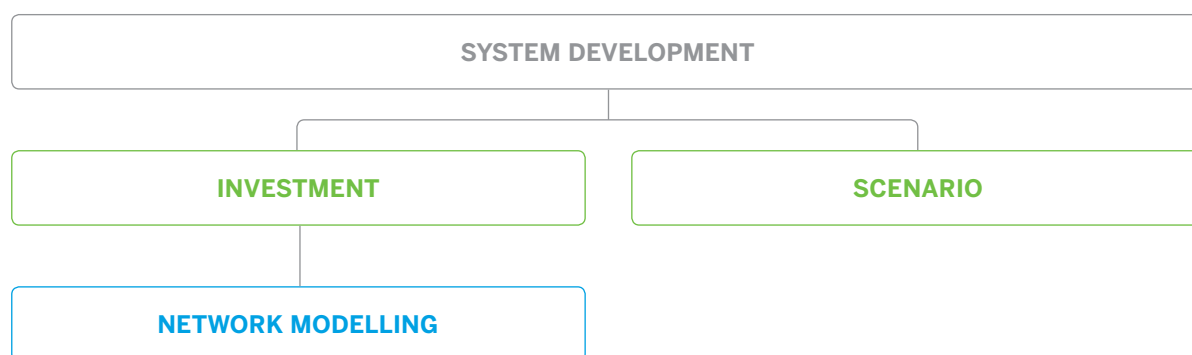 SYSTEM DEVELOPMENT
INVESTMENT
SCENARIO
NETWORK MODELLING